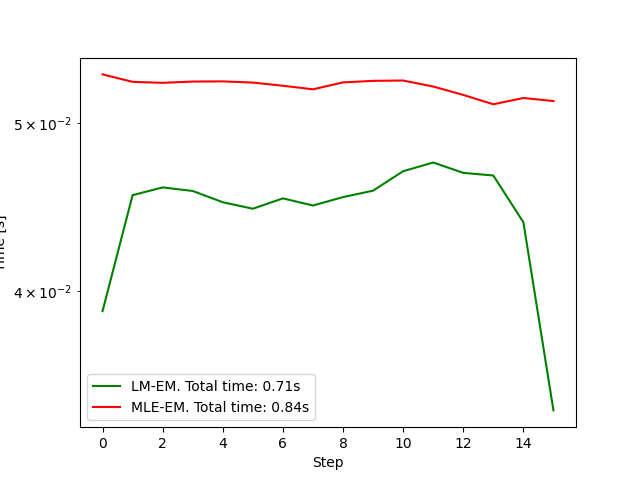 5 × 10⁻²
4 × 10⁻²
LM-EM. Total time: 0.71s
MLE-EM. Total time: 0.84s
0 2 4 6 8 10 12 14
Step